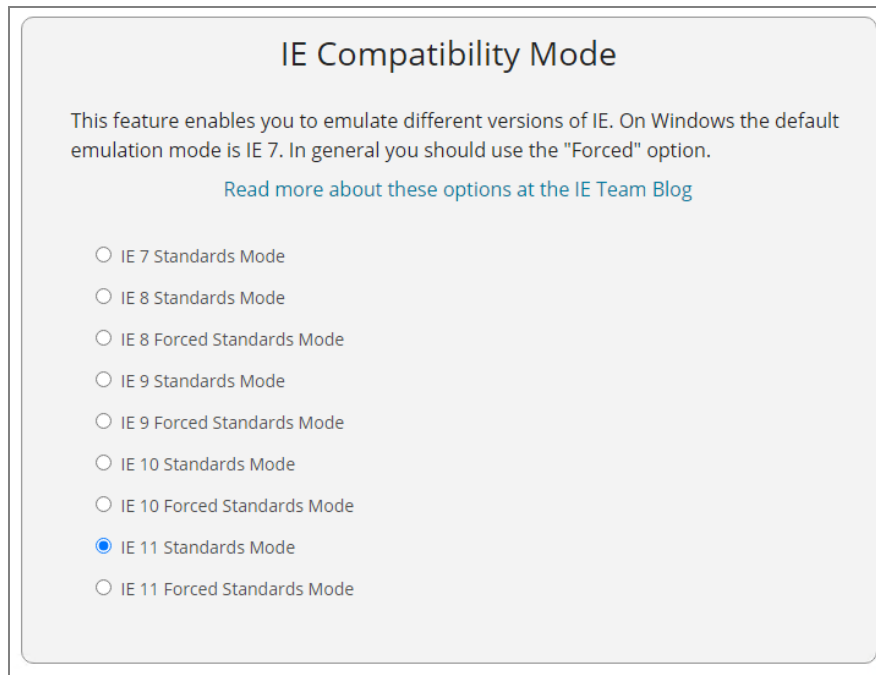 IE Compatibility Mode
This feature enables you to emulate different versions of IE. On Windows the default
emulation mode is IE 7. In general you should use the "Forced" option.
Read more about these options at the IE Team Blog
IE 7 Standards Mode
IE 8 Standards Mode
IE 8 Forced Standards Mode
IE 9 Standards Mode
IE 9 Forced Standards Mode
IE 10 Standards Mode
IE 10 Forced Standards Mode
IE 11 Standards Mode
IE 11 Forced Standards Mode